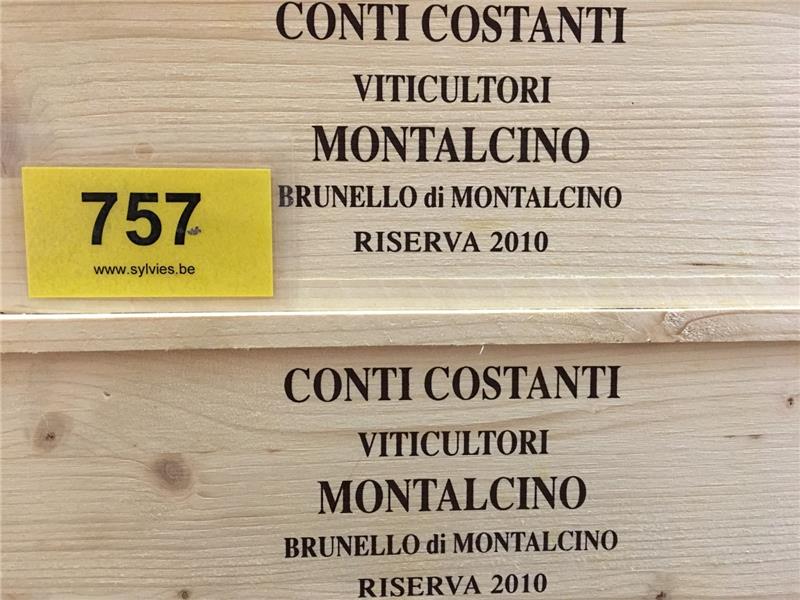 CONTI COSTANTI
VITICULTORI
MONTALCINO
BRUNELLO di MONTALCINO
RISERVA 2010
757
www.sylvies.be
CONTI COSTANTI
VITICULTORI
MONTALCINO
BRUNELLO di MONTALCINO
RISERVA 2010